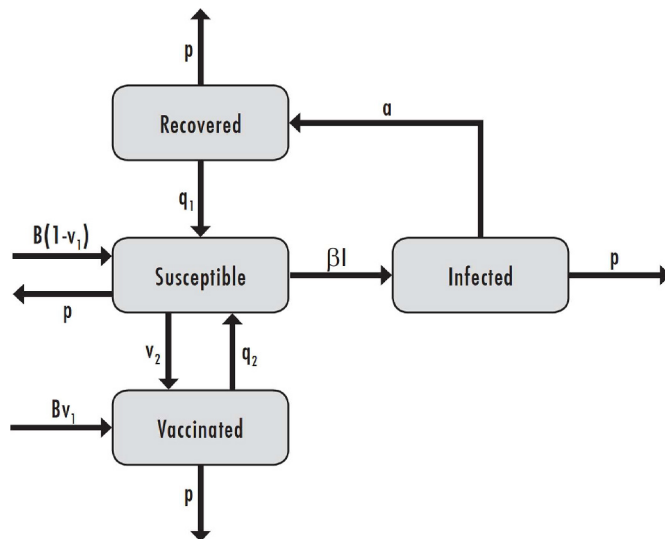 p
Recovered
a
q₁
B(1-v₁)
Susceptible
βI
Infected
p
p
v₂
q₂
Bv₁
Vaccinated
p